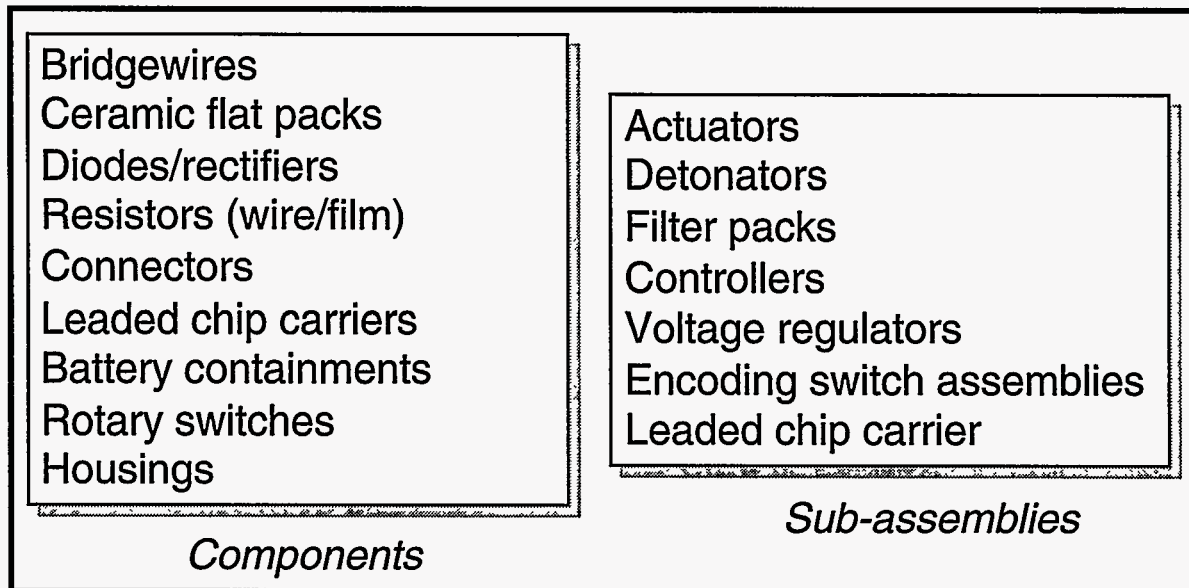 Bridgewires
Ceramic flat packs
Diodes/rectifiers
Resistors (wire/film)
Connectors
Leaded chip carriers
Battery containments
Rotary switches
Housings
Components
Actuators
Detonators
Filter packs
Controllers
Voltage regulators
Encoding switch assemblies
Leaded chip carrier
Sub-assemblies